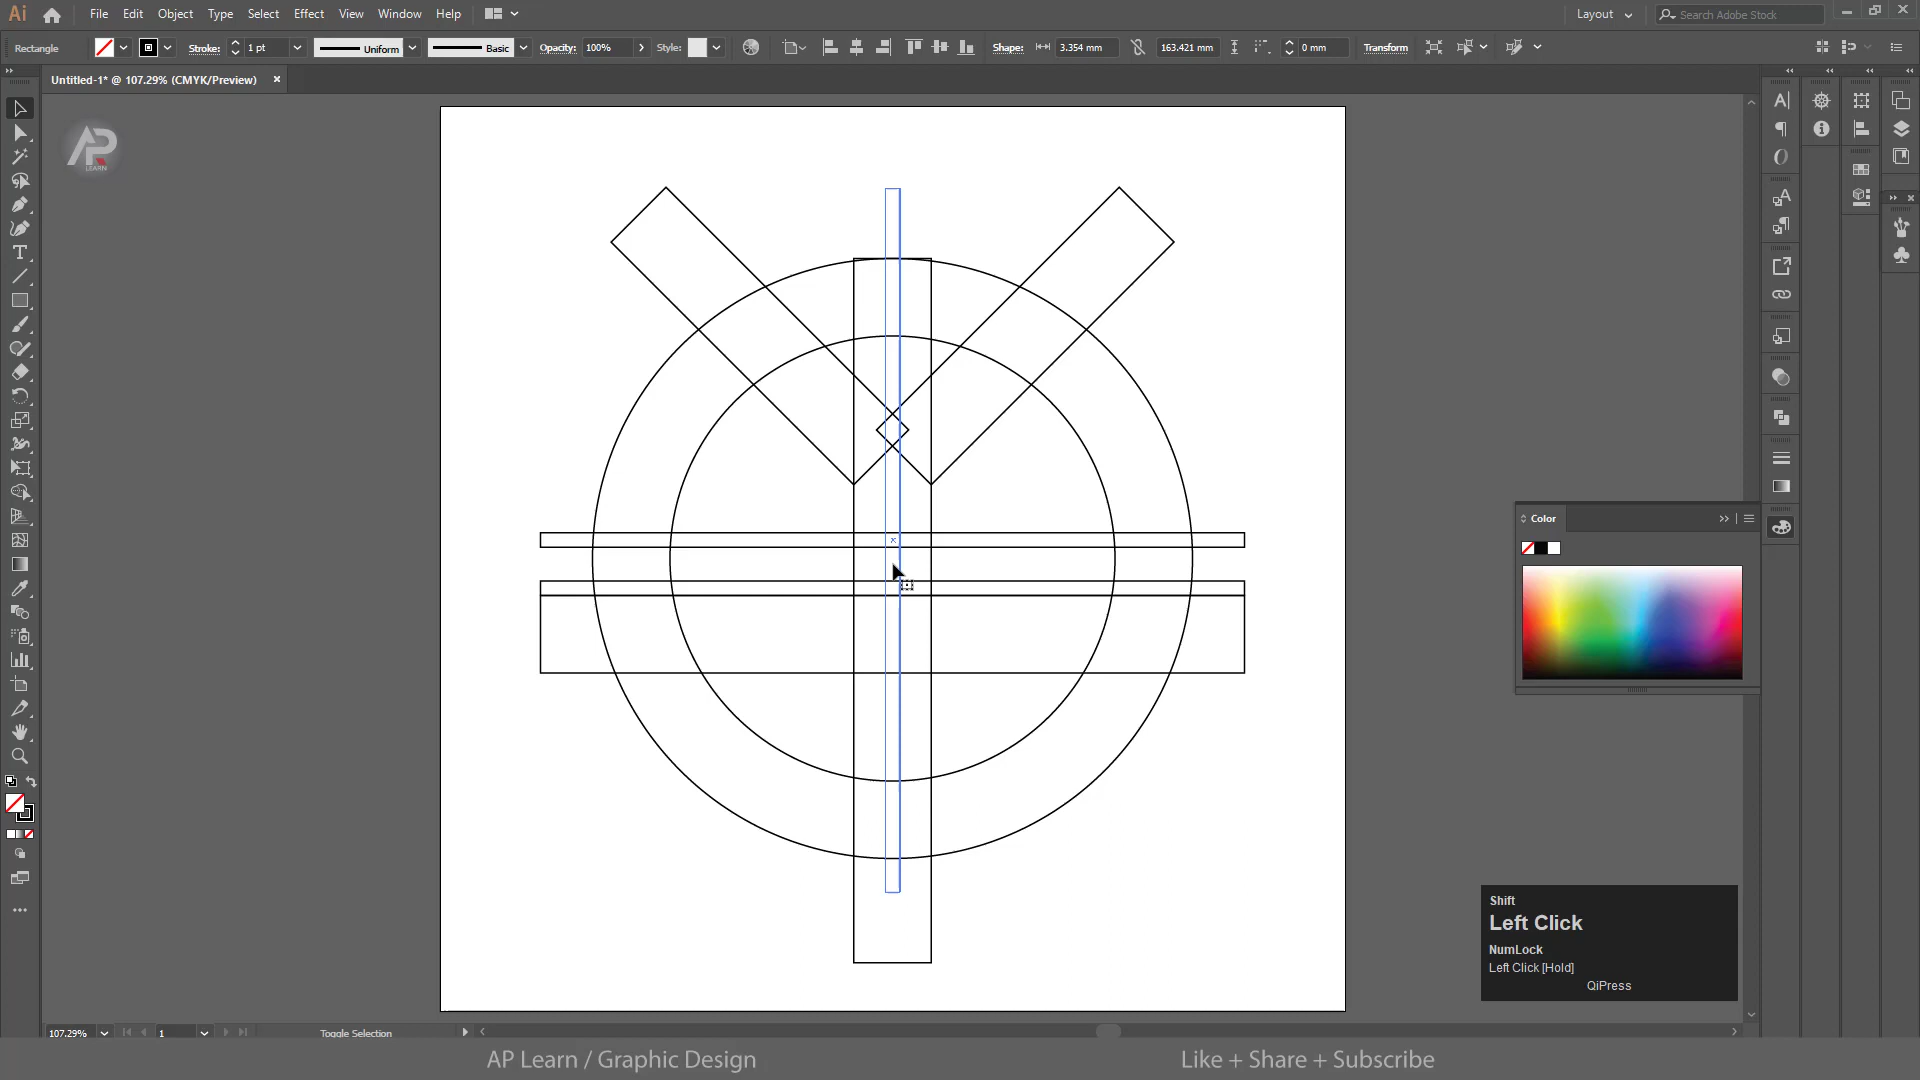 Ai File Edit Object Type Select Effect View Window Help Layout Search Adobe Stock
Rectangle Stroke: 1 pt Uniform Basic Opacity: 100% Style: Shape: 3.354 mm 163.421 mm 0 mm Transform
Untitled-1* @ 107.29% (CMYK/Preview)
AP
LEARN
Color
Shift
Left Click
NumLock
Left Click [Hold]
QiPress
107.29% 1 Toggle Selection
AP Learn / Graphic Design Like + Share + Subscribe